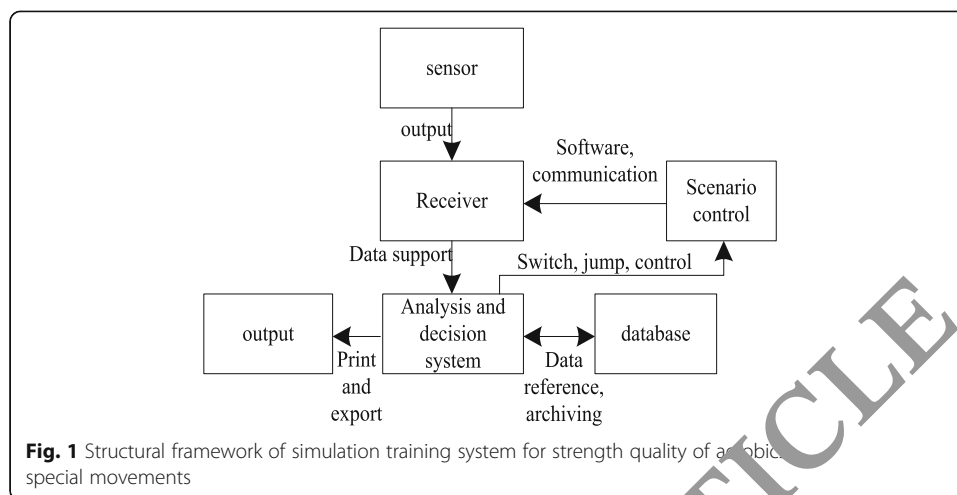 sensor
output
Software,
communication
Receiver
Scenario
control
Data support
Switch, jump, control
output
Analysis and
decision
system
database
Print
and
export
Data
reference,
archiving
Fig. 1 Structural framework of simulation training system for strength quality of
special movements